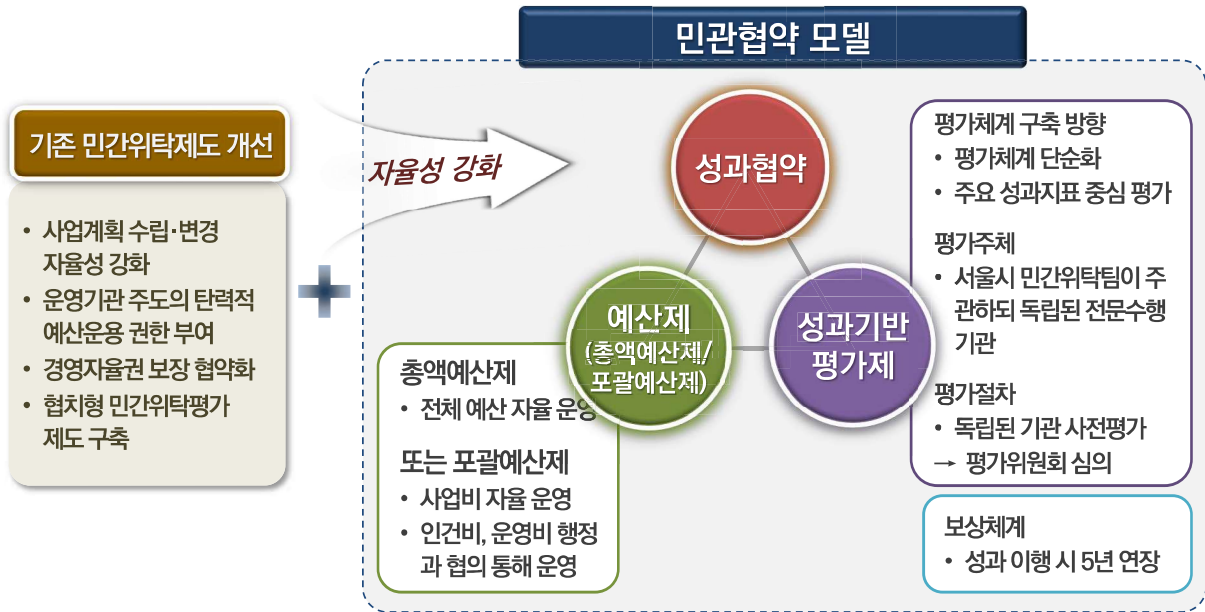 민관협약 모델
기존 민간위탁제도 개선
• 사업계획 수립·변경
자율성 강화
• 운영기관 주도의 탄력적
예산운용 권한 부여
• 경영자율권 보장 협약화
• 협치형 민간위탁평가
제도 구축
자율성 강화
성과협약
예산제
(총액예산제/
포괄예산제)
성과기반
평가제
총액예산제
• 전체 예산 자율 운영
또는 포괄예산제
• 사업비 자율 운영
• 인건비, 운영비 행정
과 협의 통해 운영
평가체계 구축 방향
• 평가체계 단순화
• 주요 성과지표 중심 평가
평가주체
• 서울시 민간위탁팀이 주
관하되 독립된 전문수행
기관
평가절차
• 독립된 기관 사전평가
→ 평가위원회 심의
보상체계
• 성과 이행 시 5년 연장